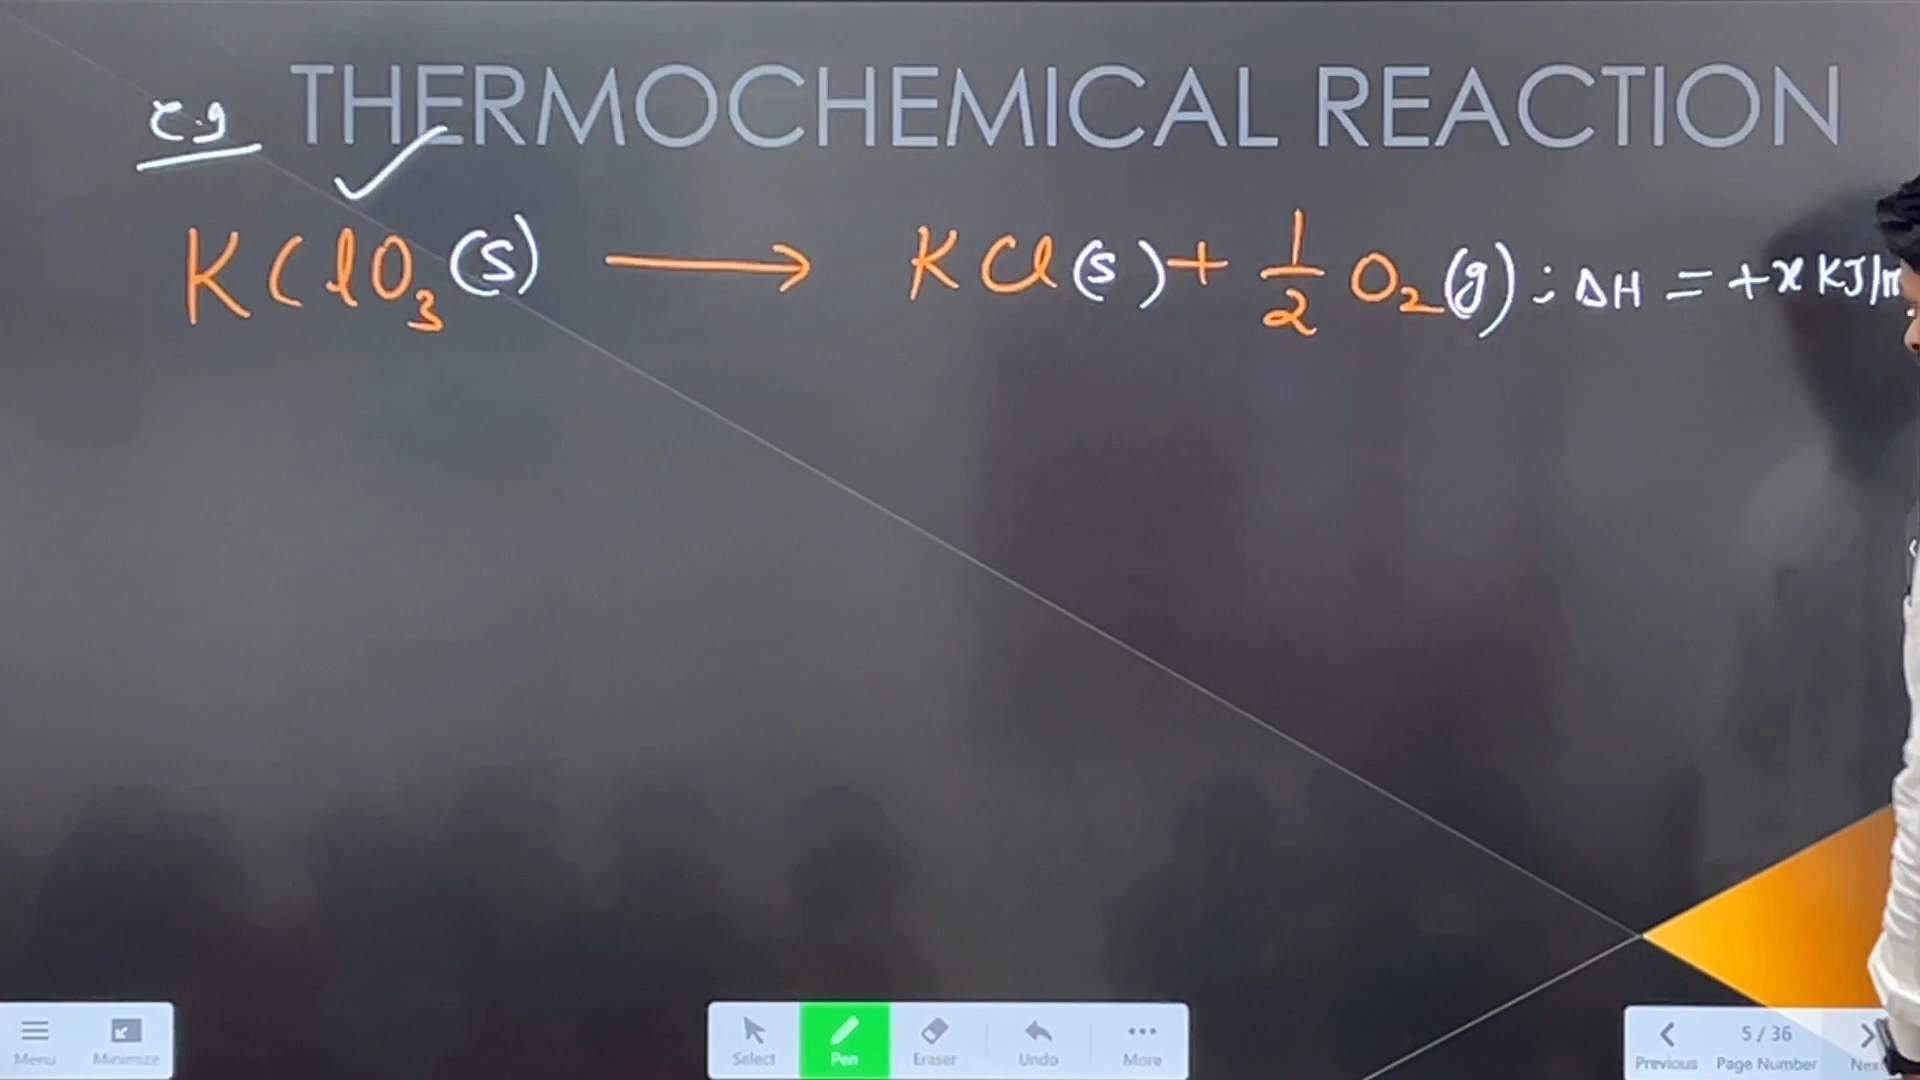 THERMOCHEMICAL REACTION
e.g
KClO3(s) → KCl(s) + 1/2 O2(g) ; ΔH = +x KJ/
Menu
Minimize
Select
Pen
Eraser
Undo
More
5 / 36
Previous
Page Number